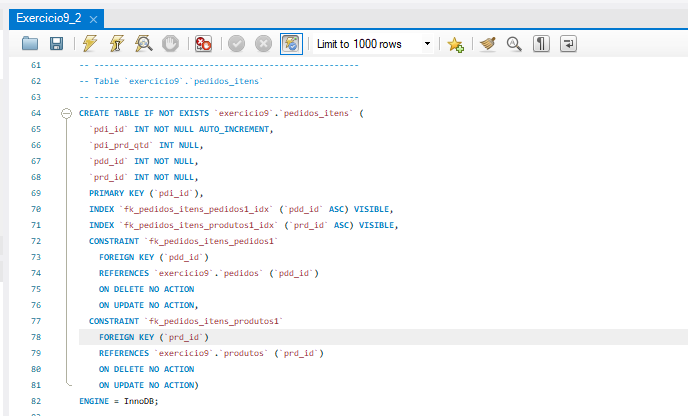 Exercicio9_2
Limit to 1000 rows
61 -- -----------------------------------------------------
62 -- Table `exercicio9`.`pedidos_itens`
63 -- -----------------------------------------------------
64 CREATE TABLE IF NOT EXISTS `exercicio9`.`pedidos_itens` (
65 `pdi_id` INT NOT NULL AUTO_INCREMENT,
66 `pdi_prd_qtd` INT NULL,
67 `pdd_id` INT NOT NULL,
68 `prd_id` INT NOT NULL,
69 PRIMARY KEY (`pdi_id`),
70 INDEX `fk_pedidos_itens_pedidos1_idx` (`pdd_id` ASC) VISIBLE,
71 INDEX `fk_pedidos_itens_produtos1_idx` (`prd_id` ASC) VISIBLE,
72 CONSTRAINT `fk_pedidos_itens_pedidos1`
73 FOREIGN KEY (`pdd_id`)
74 REFERENCES `exercicio9`.`pedidos` (`pdd_id`)
75 ON DELETE NO ACTION
76 ON UPDATE NO ACTION,
77 CONSTRAINT `fk_pedidos_itens_produtos1`
78 FOREIGN KEY (`prd_id`)
79 REFERENCES `exercicio9`.`produtos` (`prd_id`)
80 ON DELETE NO ACTION
81 ON UPDATE NO ACTION)
82 ENGINE = InnoDB;